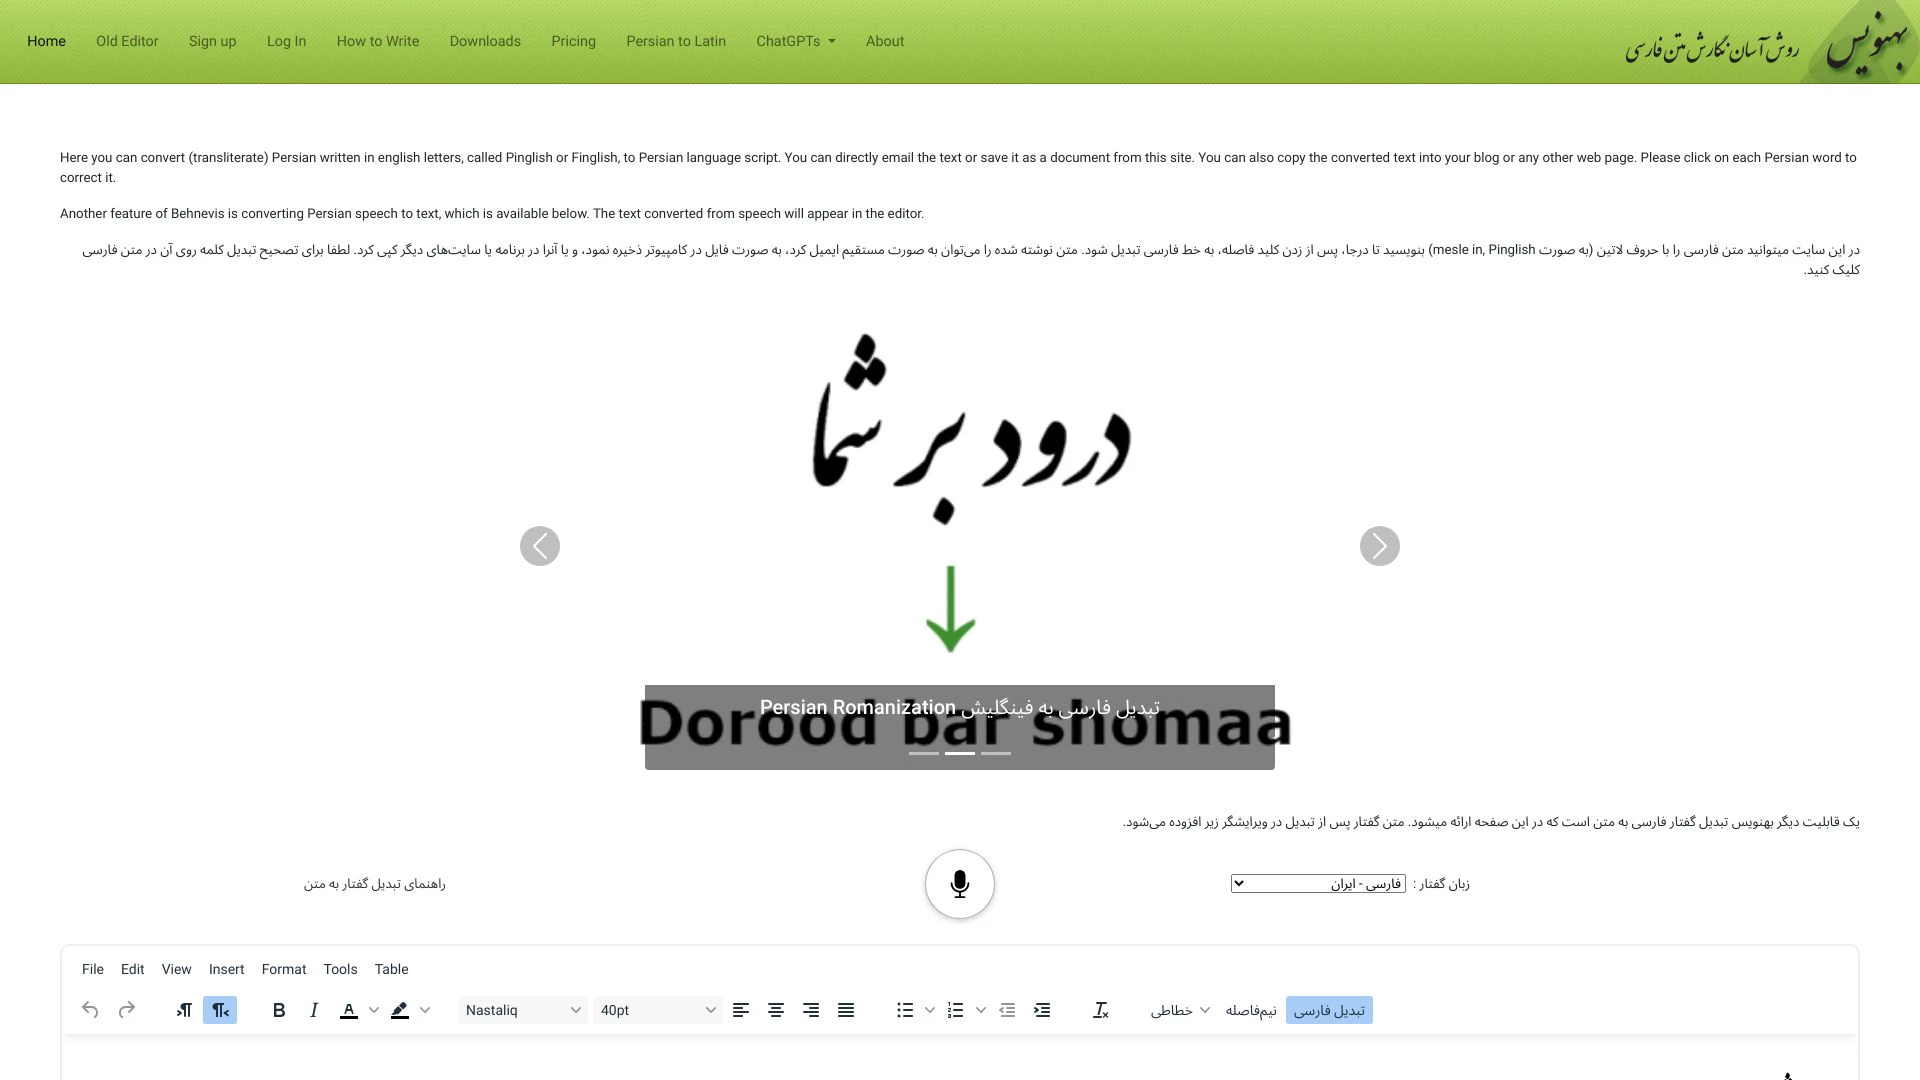 Home Old Editor Sign up Log In How to Write Downloads Pricing Persian to Latin ChatGPTs About
روش آسان نگارش متن فارسی
بهنویس
Here you can convert (transliterate) Persian written in english letters, called Pinglish or Finglish, to Persian language script. You can directly email the text or save it as a document from this site. You can also copy the converted text into your blog or any other web page. Please click on each Persian word to
correct it.
Another feature of Behnevis is converting Persian speech to text, which is available below. The text converted from speech will appear in the editor.
در این سایت میتوانید متن فارسی را با حروف لاتین (به صورت mesle in, Pinglish) بنویسید تا درجا، پس از زدن کلید فاصله، به خط فارسی تبدیل شود. متن نوشته شده را می‌توان به صورت مستقیم ایمیل کرد، به صورت فایل در کامپیوتر ذخیره نمود، و یا آنرا در برنامه یا سایت‌های دیگر کپی کرد. لطفا برای تصحیح تبدیل کلمه روی آن در متن فارسی
کلیک کنید.
درود بر شما
تبدیل فارسی به فینگلیش Persian Romanization
Dorood bar shomaa
یک قابلیت دیگر بهنویس تبدیل گفتار فارسی به متن است که در این صفحه ارائه میشود. متن گفتار پس از تبدیل در ویرایشگر زیر افزوده می‌شود.
زبان گفتار : فارسی - ایران
راهنمای تبدیل گفتار به متن
File Edit View Insert Format Tools Table
B I A Nastaliq 40pt خطاطی نیم‌فاصله تبدیل فارسی